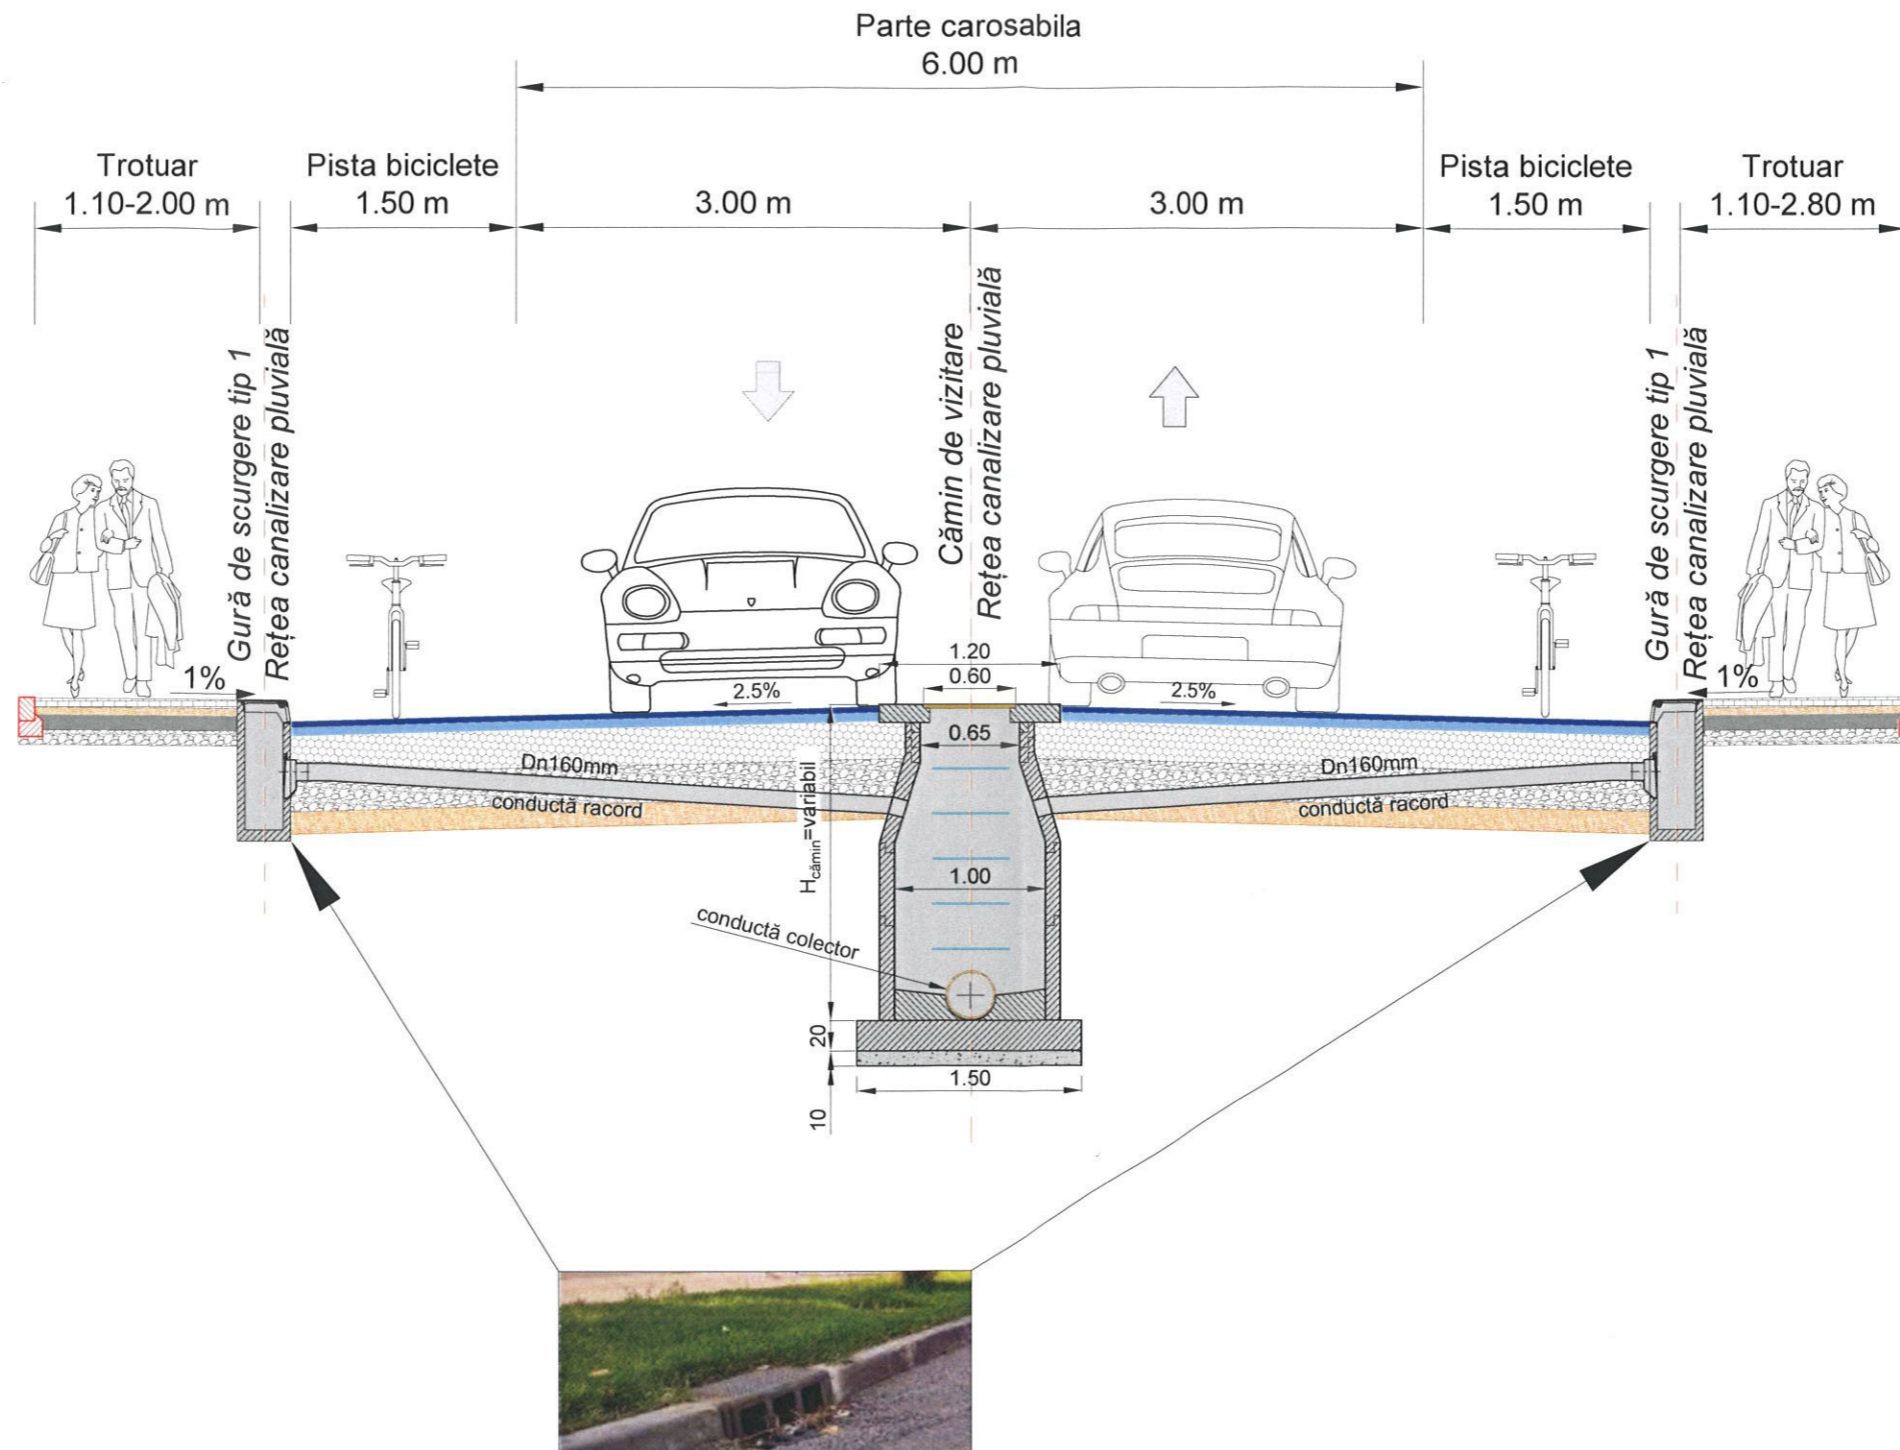 Parte carosabila
6.00 m
Trotuar
1.10-2.00 m
Pista biciclete
1.50 m
3.00 m
3.00 m
Pista biciclete
1.50 m
Trotuar
1.10-2.80 m
Gură de scurgere tip 1
Rețea canalizare pluvială
Cămin de vizitare
Rețea canalizare pluvială
Gură de scurgere tip 1
Rețea canalizare pluvială
1%
1%
1.20
0.60
2.5%
2.5%
0.65
Dn160mm
conductă racord
Dn160mm
conductă racord
Hcămin=variabil
1.00
conductă colector
20
1.50
10